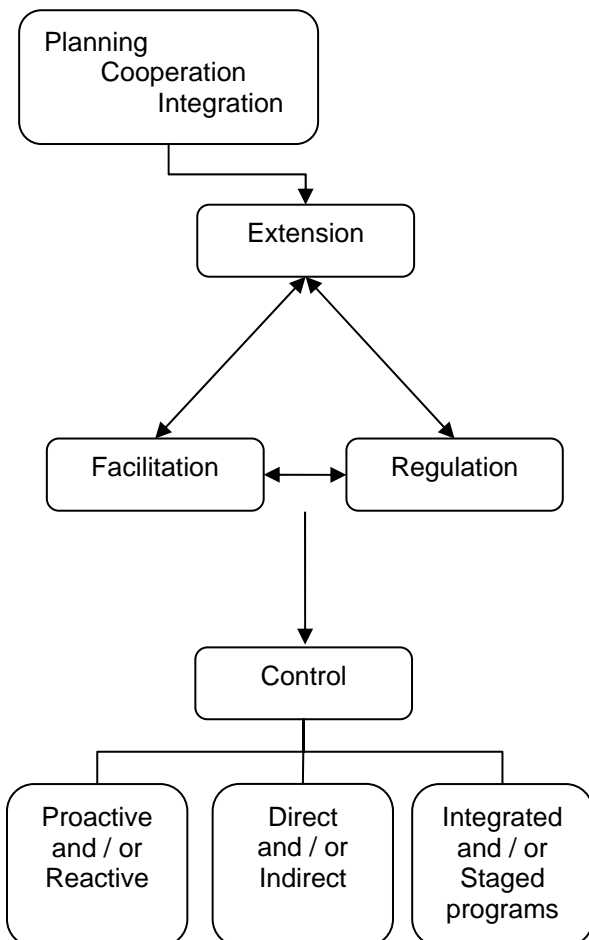 Planning
Cooperation
Integration
Extension
Facilitation
Regulation
Control
Proactive
and / or
Reactive
Direct
and / or
Indirect
Integrated
and / or
Staged
programs